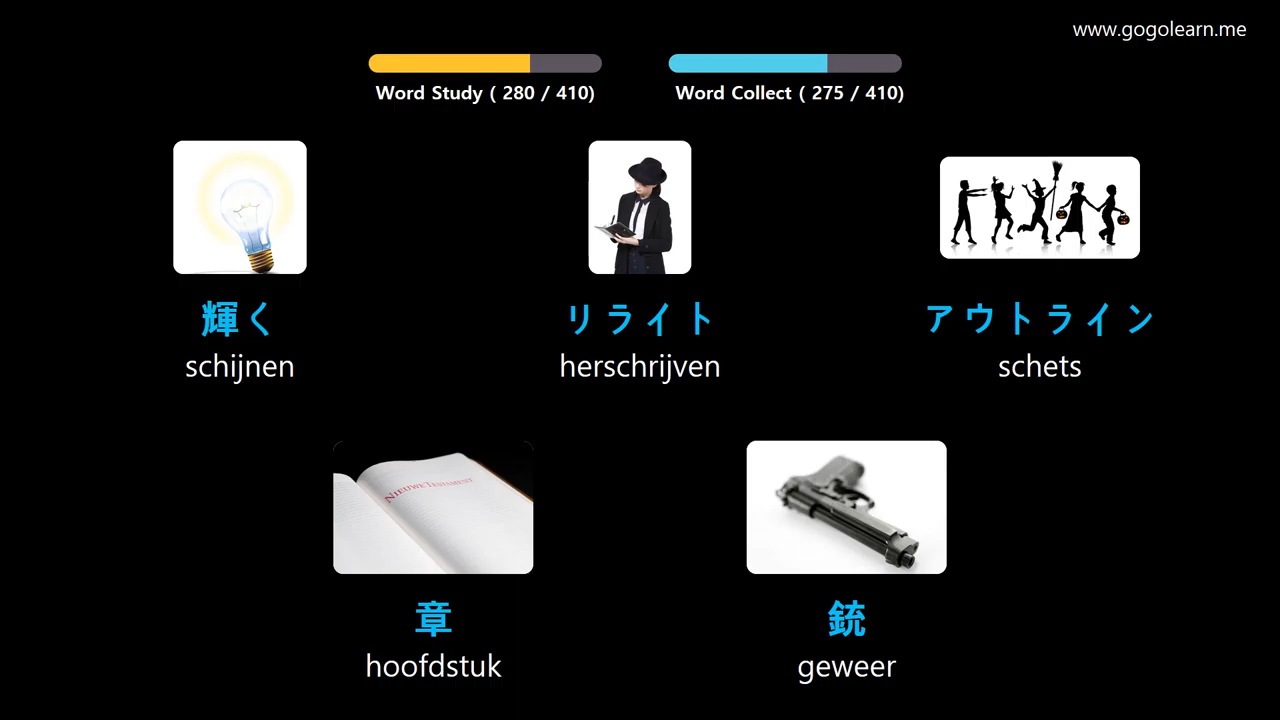 www.gogolearn.me
Word Study ( 280 / 410)
Word Collect ( 275 / 410)
輝く
schijnen
リライト
herschrijven
アウトライン
schets
NIEUWE TESTAMENT
章
hoofdstuk
銃
geweer